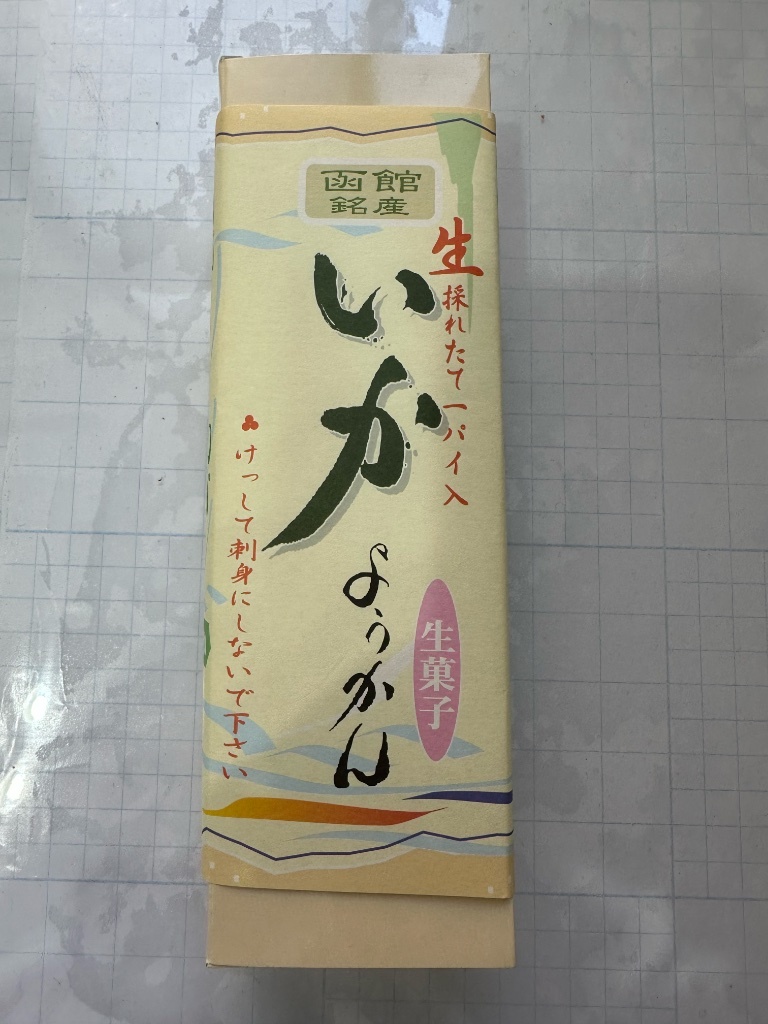 函館
銘産
生採れたて一パイ入
いか
ようかん
生菓子
けっして刺身にしないで下さい